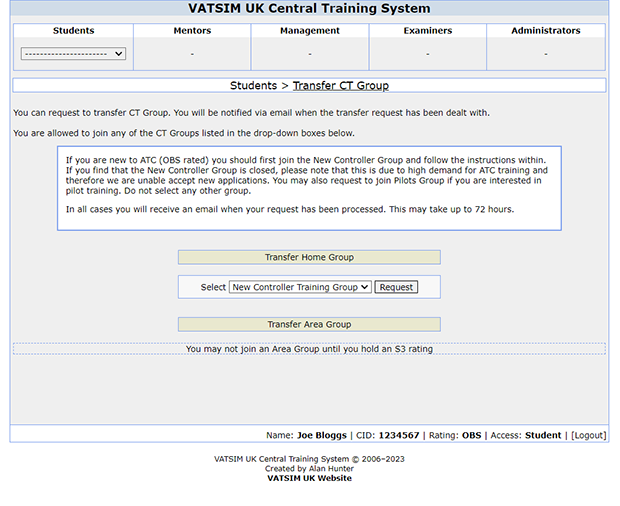 VATSIM UK Central Training System
Students Mentors Management Examiners Administrators
---------------------- - - - -
Students > Transfer CT Group
You can request to transfer CT Group. You will be notified via email when the transfer request has been dealt with.
You are allowed to join any of the CT Groups listed in the drop-down boxes below.
If you are new to ATC (OBS rated) you should first join the New Controller Group and follow the instructions within.
If you find that the New Controller Group is closed, please note that this is due to high demand for ATC training and
therefore we are unable accept new applications. You may also request to join Pilots Group if you are interested in
pilot training. Do not select any other group.
In all cases you will receive an email when your request has been processed. This may take up to 72 hours.
Transfer Home Group
Select New Controller Training Group Request
Transfer Area Group
You may not join an Area Group until you hold an S3 rating
Name: Joe Bloggs | CID: 1234567 | Rating: OBS | Access: Student | [Logout]
VATSIM UK Central Training System © 2006–2023
Created by Alan Hunter
VATSIM UK Website